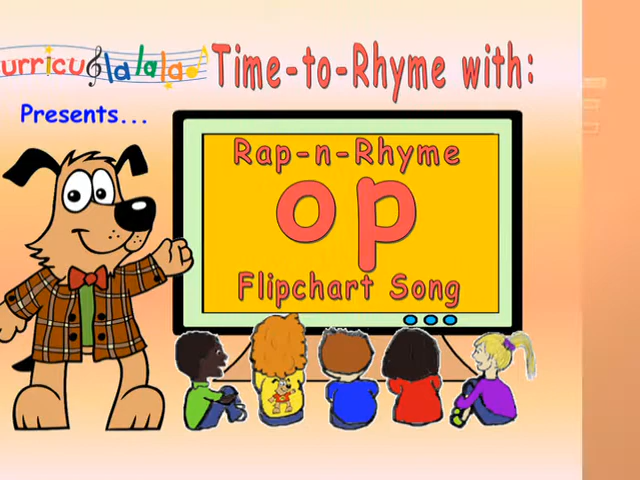 urricu lalala
Time-to-Rhyme with:
Presents...
Rap-n-Rhyme
op
Flipchart Song